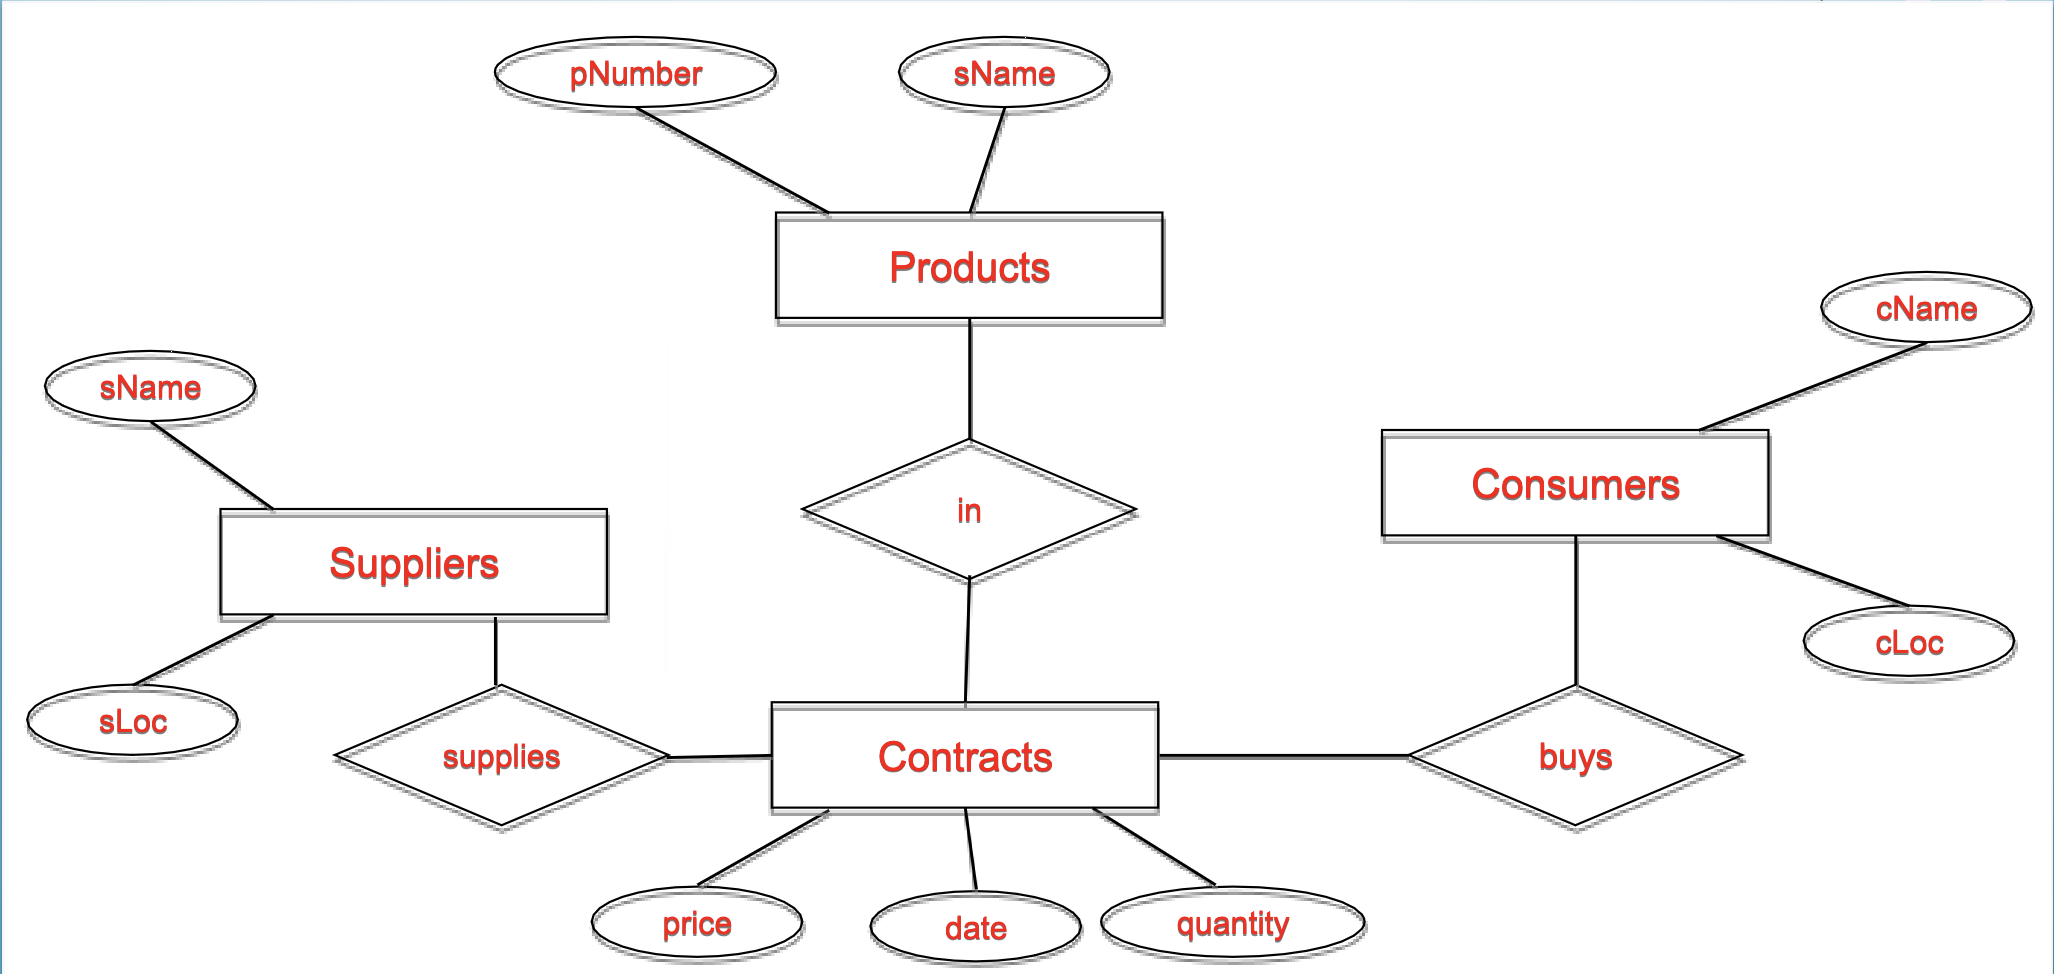 pNumber
sName
Products
cName
sName
Consumers
in
Suppliers
cLoc
sLoc
supplies
Contracts
buys
price
date
quantity